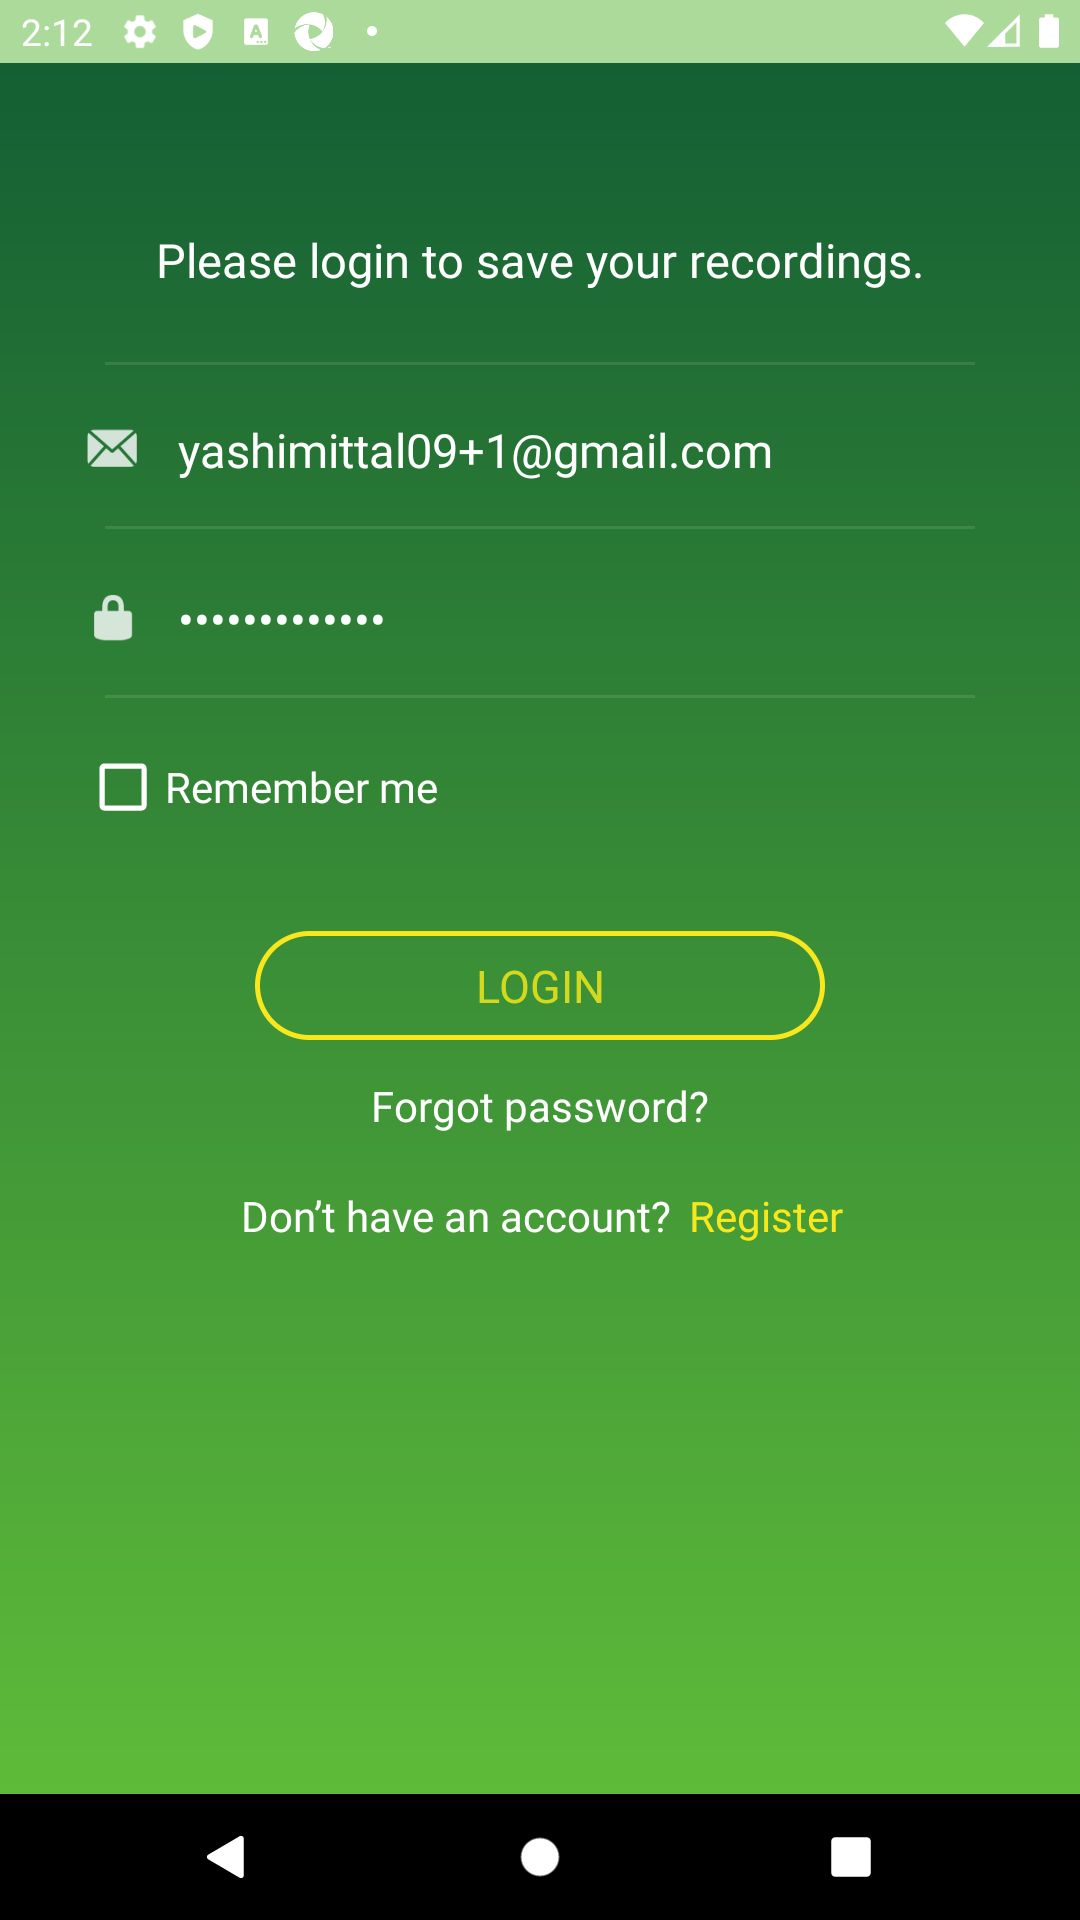 2:12
Please login to save your recordings.
yashimittal09+1@gmail.com
•••••••••••••
Remember me
LOGIN
Forgot password?
Don’t have an account? Register